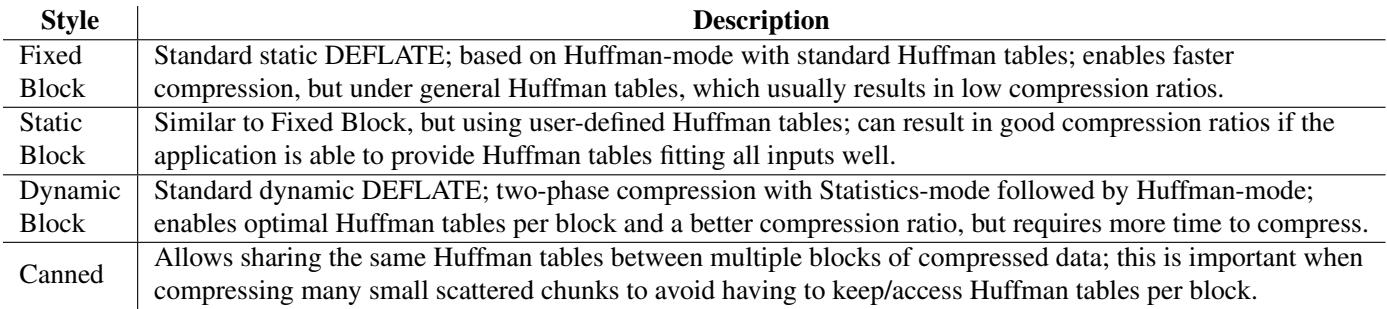 Style Description
Fixed Block Standard static DEFLATE; based on Huffman-mode with standard Huffman tables; enables faster
compression, but under general Huffman tables, which usually results in low compression ratios.
Static Block Similar to Fixed Block, but using user-defined Huffman tables; can result in good compression ratios if the
application is able to provide Huffman tables fitting all inputs well.
Dynamic Block Standard dynamic DEFLATE; two-phase compression with Statistics-mode followed by Huffman-mode;
enables optimal Huffman tables per block and a better compression ratio, but requires more time to compress.
Canned Allows sharing the same Huffman tables between multiple blocks of compressed data; this is important when
compressing many small scattered chunks to avoid having to keep/access Huffman tables per block.